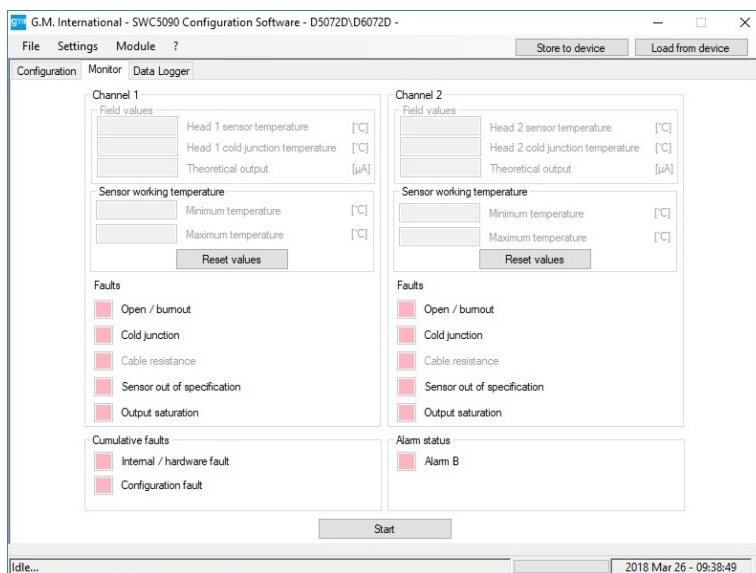 gmi G.M. International - SWC5090 Configuration Software - D5072D\D6072D -
File Settings Module ?
Store to device Load from device
Configuration Monitor Data Logger
Channel 1
Field values
Head 1 sensor temperature [°C]
Head 1 cold junction temperature [°C]
Theoretical output [µA]
Sensor working temperature
Minimum temperature [°C]
Maximum temperature [°C]
Reset values
Faults
Open / burnout
Cold junction
Cable resistance
Sensor out of specification
Output saturation
Channel 2
Field values
Head 2 sensor temperature [°C]
Head 2 cold junction temperature [°C]
Theoretical output [µA]
Sensor working temperature
Minimum temperature [°C]
Maximum temperature [°C]
Reset values
Faults
Open / burnout
Cold junction
Cable resistance
Sensor out of specification
Output saturation
Cumulative faults
Internal / hardware fault
Configuration fault
Alarm status
Alarm B
Start
Idle...
2018 Mar 26 - 09:38:49